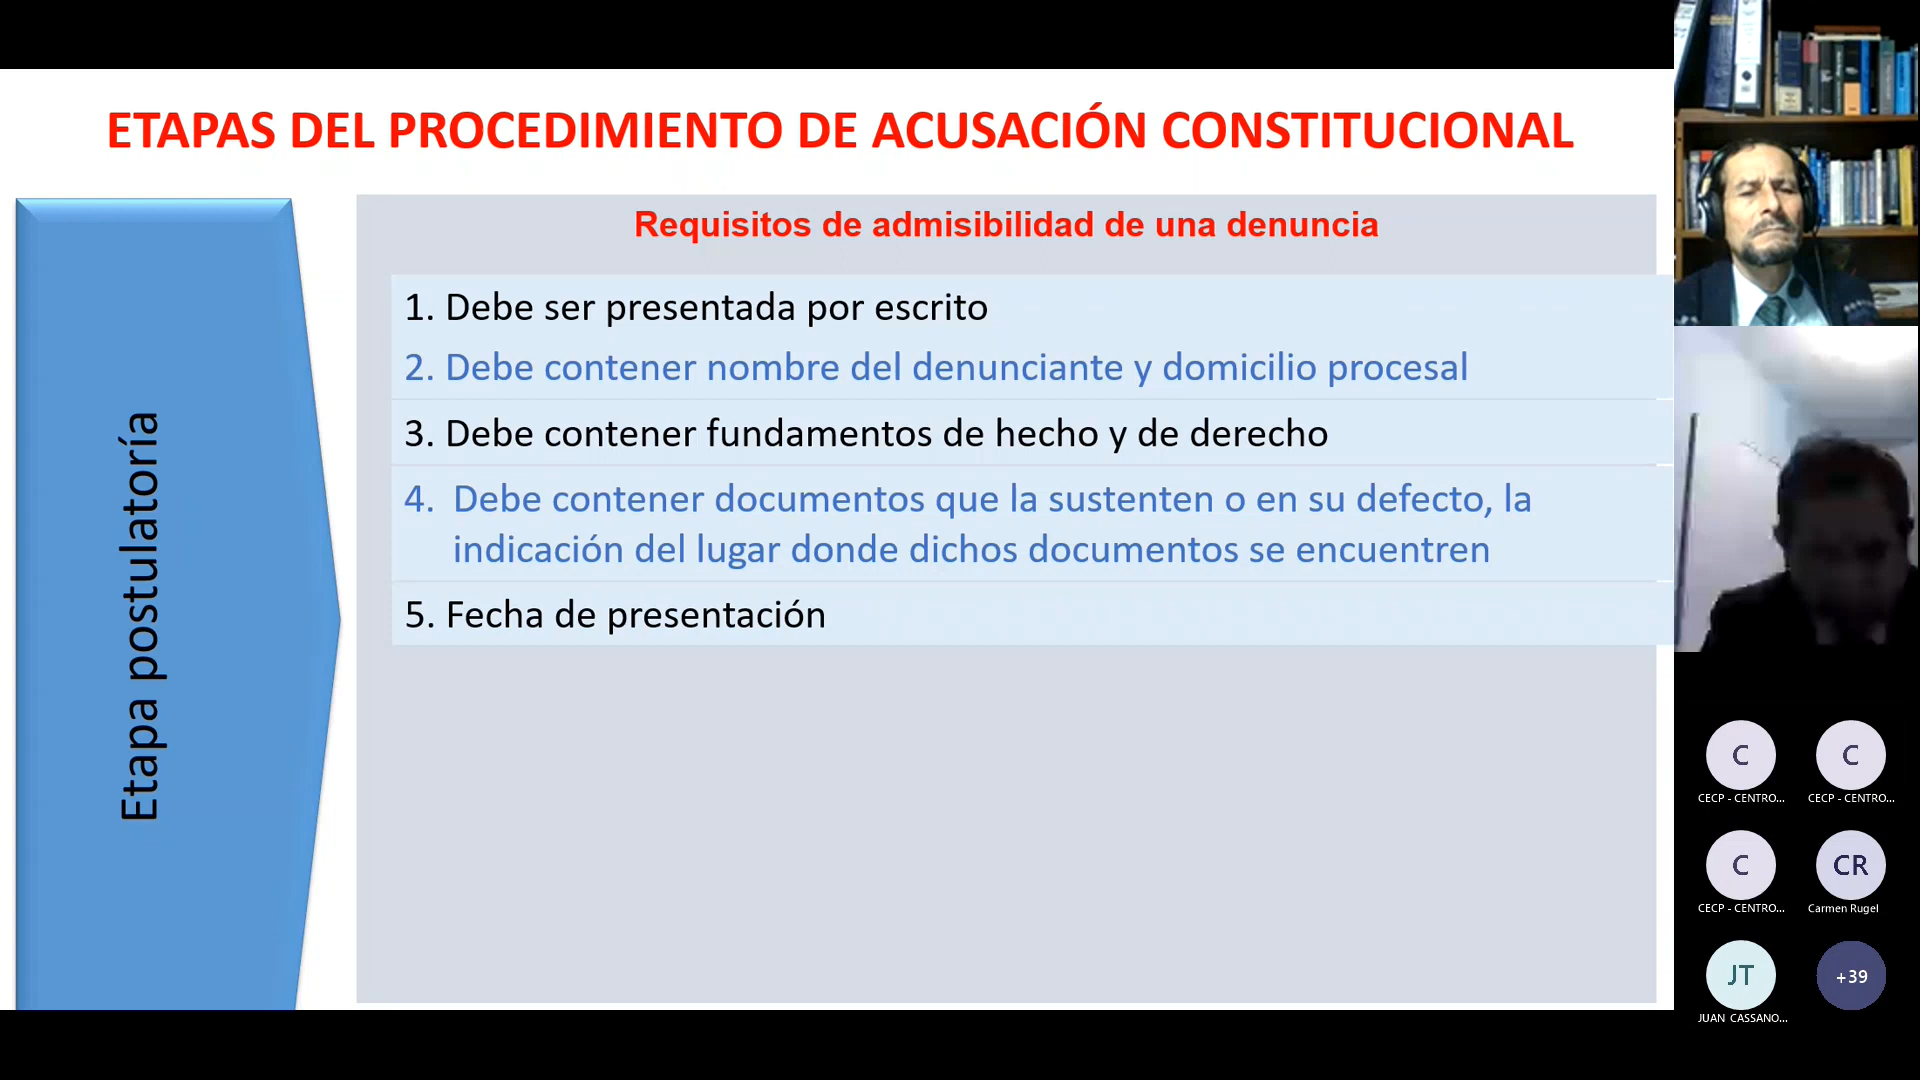 ETAPAS DEL PROCEDIMIENTO DE ACUSACIÓN CONSTITUCIONAL
Etapa postulatoría
Requisitos de admisibilidad de una denuncia
1. Debe ser presentada por escrito
2. Debe contener nombre del denunciante y domicilio procesal
3. Debe contener fundamentos de hecho y de derecho
4. Debe contener documentos que la sustenten o en su defecto, la
indicación del lugar donde dichos documentos se encuentren
5. Fecha de presentación
C
CECP - CENTRO...
C
CECP - CENTRO...
C
CECP - CENTRO...
CR
Carmen Rugel
JT
JUAN CASSANO...
+39